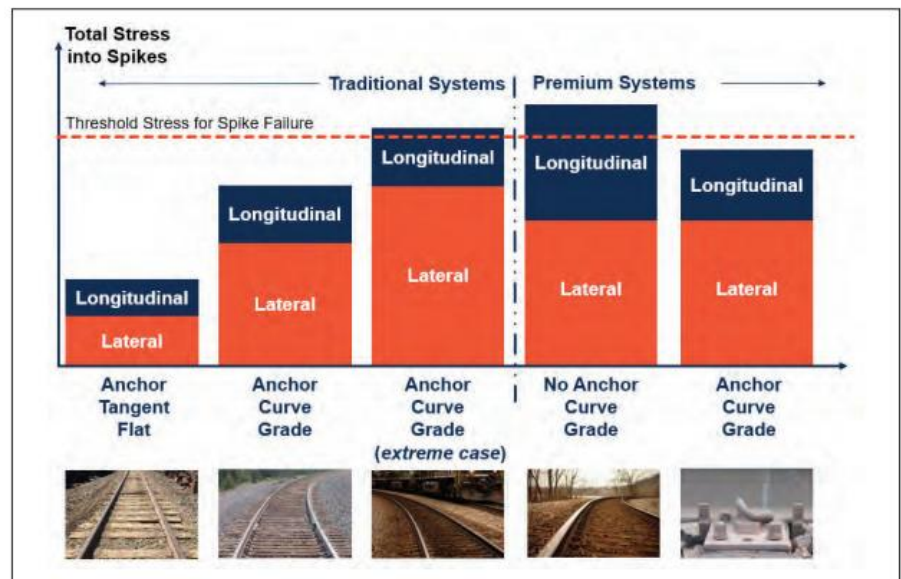 Total Stress
into Spikes
Traditional Systems
Premium Systems
Threshold Stress for Spike Failure
Longitudinal
Lateral
Longitudinal
Lateral
Longitudinal
Lateral
Longitudinal
Lateral
Longitudinal
Lateral
Anchor
Tangent
Flat
Anchor
Curve
Grade
Anchor
Curve
Grade
(extreme case)
No Anchor
Curve
Grade
Anchor
Curve
Grade